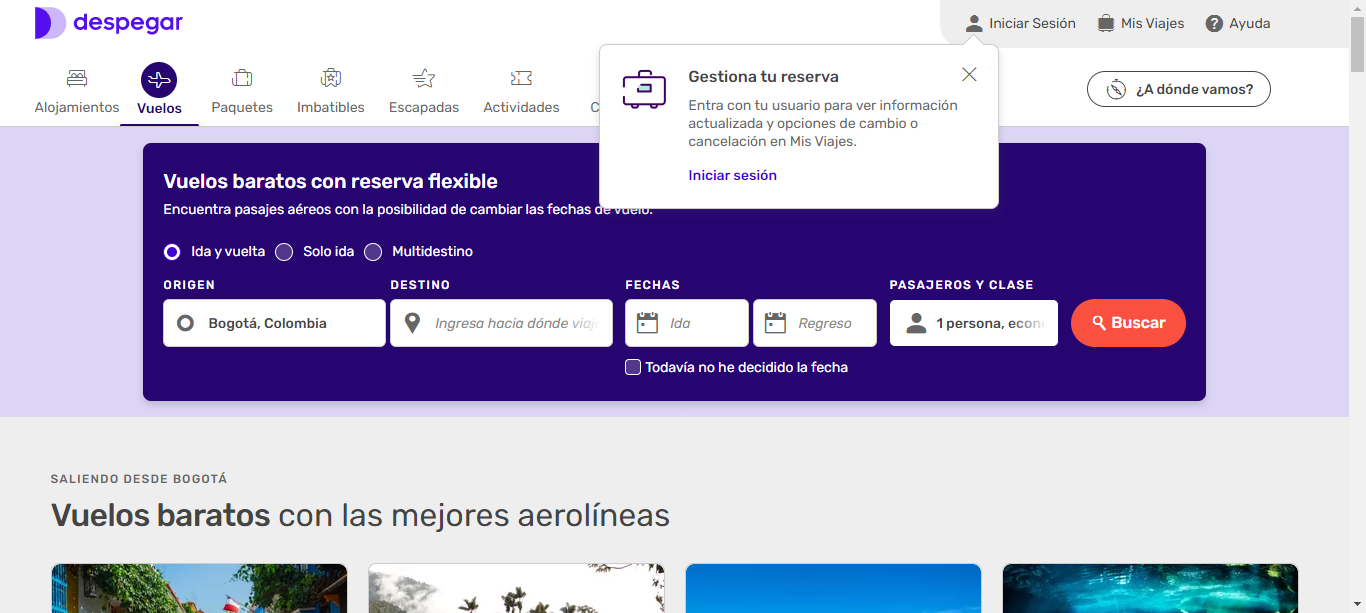 despegar
Iniciar Sesión
Mis Viajes
Ayuda
Alojamientos
Vuelos
Paquetes
Imbatibles
Escapadas
Actividades
¿A dónde vamos?
Gestiona tu reserva
Entra con tu usuario para ver información
actualizada y opciones de cambio o
cancelación en Mis Viajes.
Iniciar sesión
Vuelos baratos con reserva flexible
Encuentra pasajes aéreos con la posibilidad de cambiar las fechas de vuelo.
Ida y vuelta
Solo ida
Multidestino
ORIGEN
DESTINO
FECHAS
PASAJEROS Y CLASE
Bogotá, Colombia
Ingresa hacia dónde viaj
Ida
Regreso
1 persona, econ
Buscar
Todavía no he decidido la fecha
SALIENDO DESDE BOGOTÁ
Vuelos baratos con las mejores aerolíneas